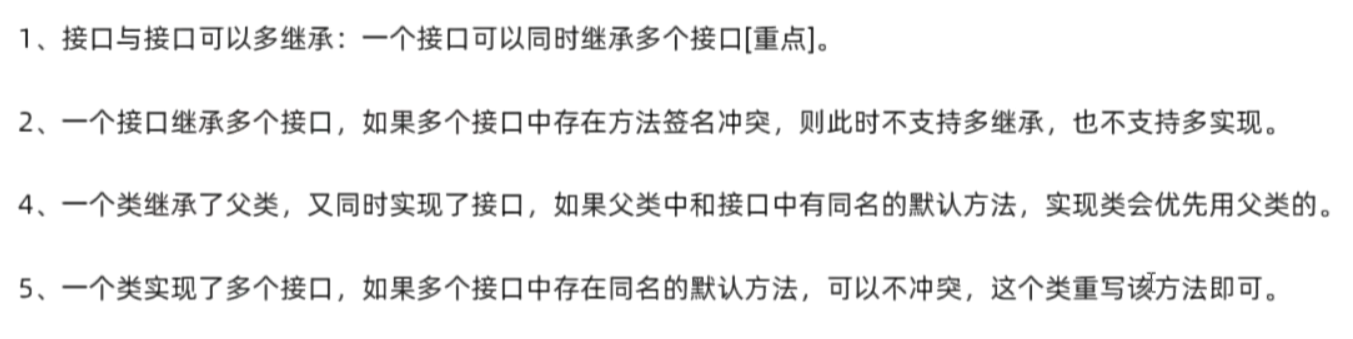 1、接口与接口可以多继承：一个接口可以同时继承多个接口[重点]。
2、一个接口继承多个接口，如果多个接口中存在方法签名冲突，则此时不支持多继承，也不支持多实现。
4、一个类继承了父类，又同时实现了接口，如果父类中和接口中有同名的默认方法，实现类会优先用父类的。
5、一个类实现了多个接口，如果多个接口中存在同名的默认方法，可以不冲突，这个类重写该方法即可。